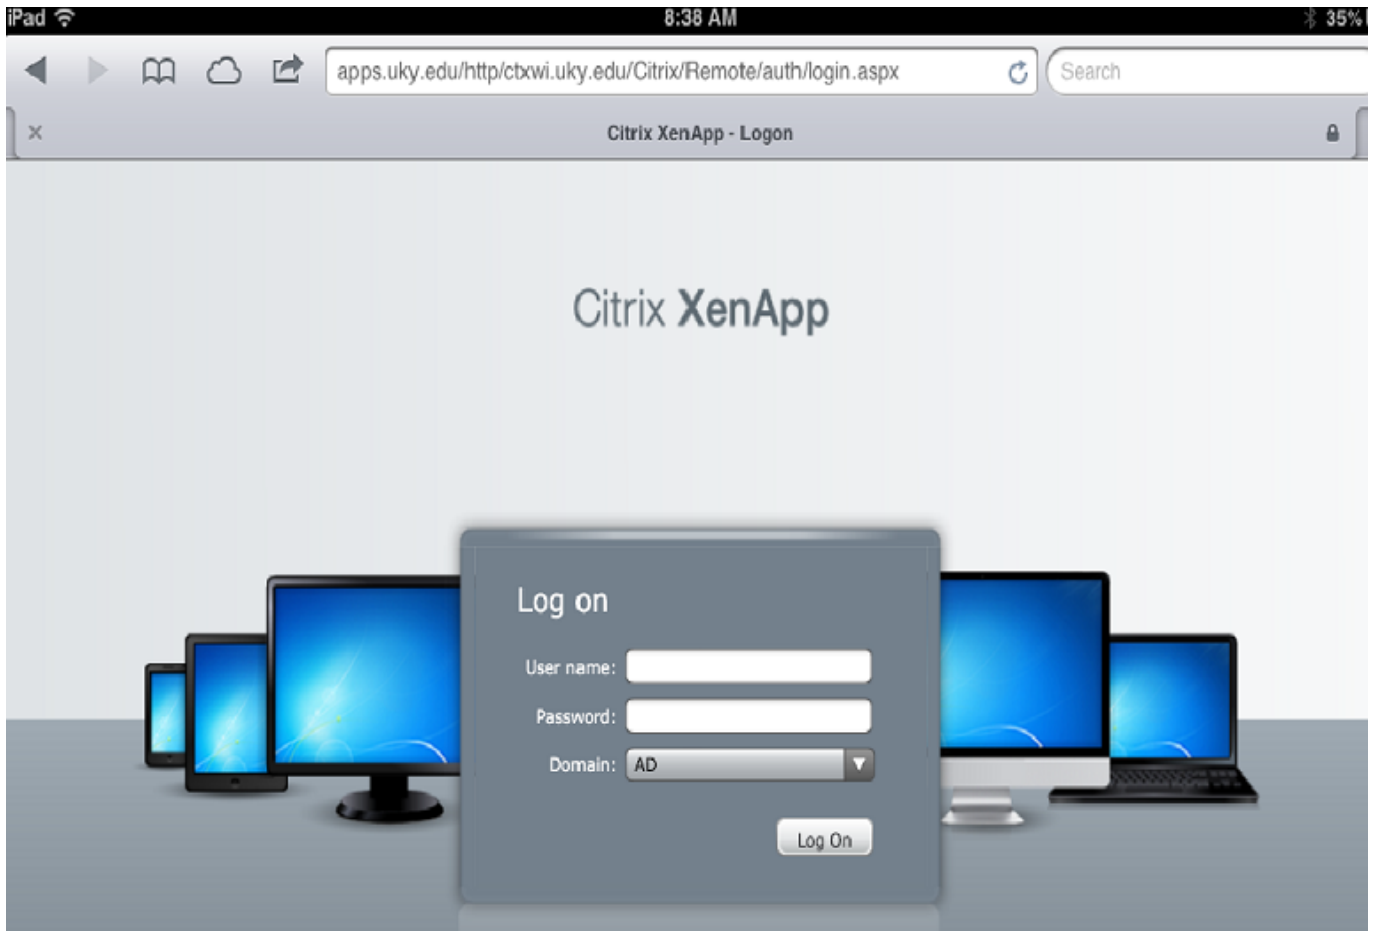 iPad 8:38 AM 35%
apps.uky.edu/http/ctxwi.uky.edu/Citrix/Remote/auth/login.aspx Search
Citrix XenApp - Logon
Citrix XenApp
Log on
User name:
Password:
Domain: AD
Log On